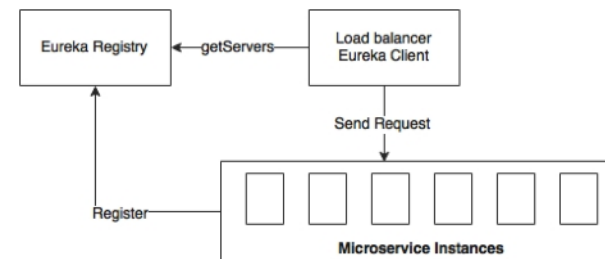 Eureka Registry
getServers
Load balancer
Eureka Client
Send Request
Register
Microservice Instances